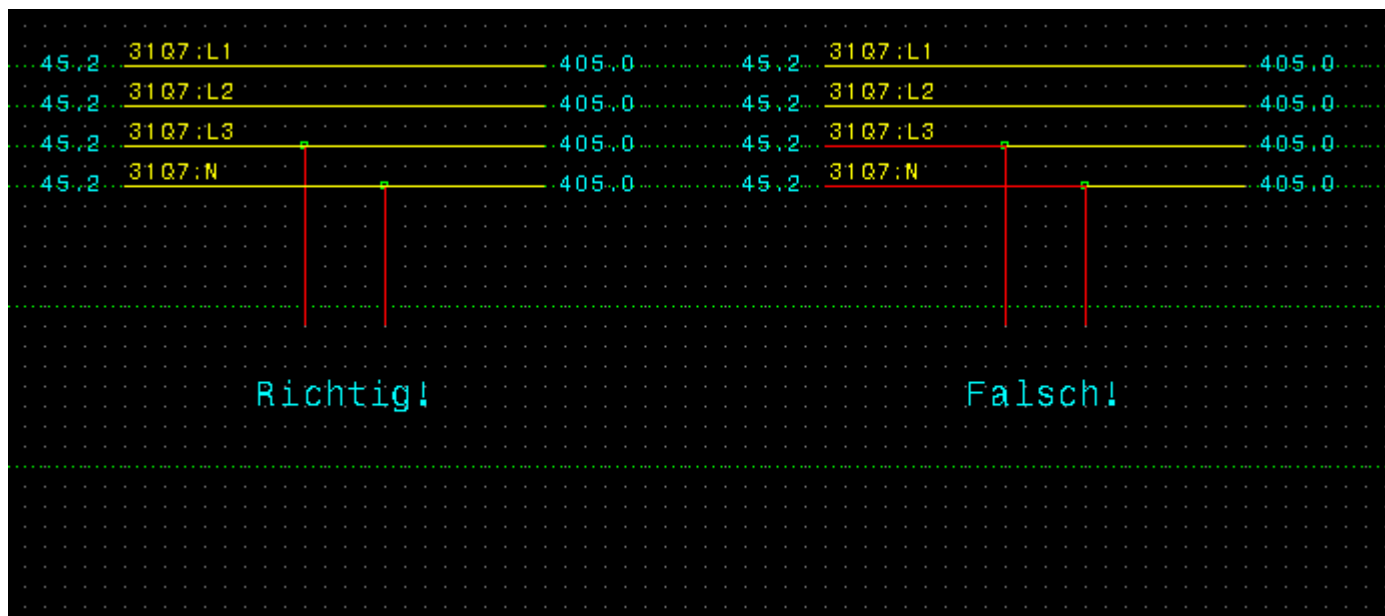 31Q7:L1 31Q7:L1
45.2 405.0 45.2 405.0
31Q7:L2 31Q7:L2
45.2 405.0 45.2 405.0
31Q7:L3 31Q7:L3
45.2 405.0 45.2 405.0
31Q7:N 31Q7:N
45.2 405.0 45.2 405.0
Richtig! Falsch!